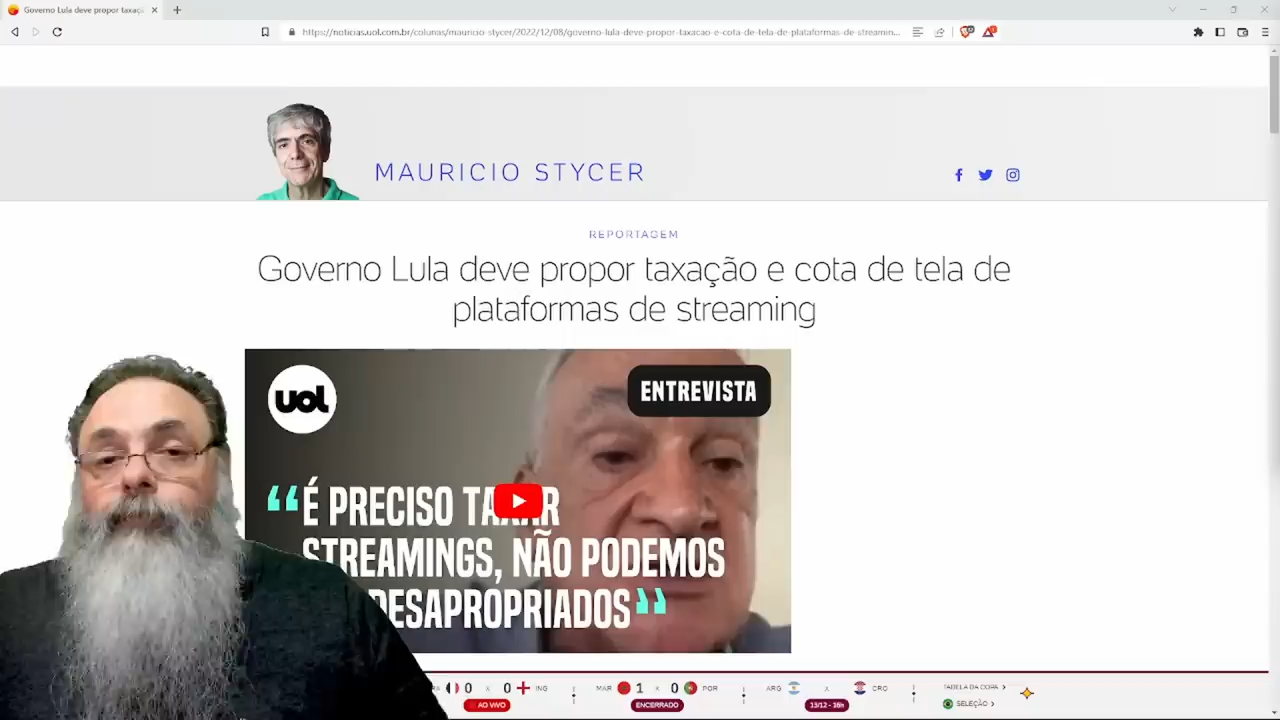 Governo Lula deve propor taxaç
https://noticias.uol.com.br/colunas/mauricio-stycer/2022/12/08/governo-lula-deve-propor-taxacao-e-cota-de-tela-de-plataformas-de-streamin...
MAURICIO STYCER
REPORTAGEM
Governo Lula deve propor taxação e cota de tela de
plataformas de streaming
uol
ENTREVISTA
“É PRECISO TAXAR
STREAMINGS, NÃO PODEMOS
DESAPROPRIADOS”
0 x 0 ING
AO VIVO
MAR 1 x 0 POR
ENCERRADO
ARG x CRO
13/12 - 16h
TABELA DA COPA
SELEÇÃO